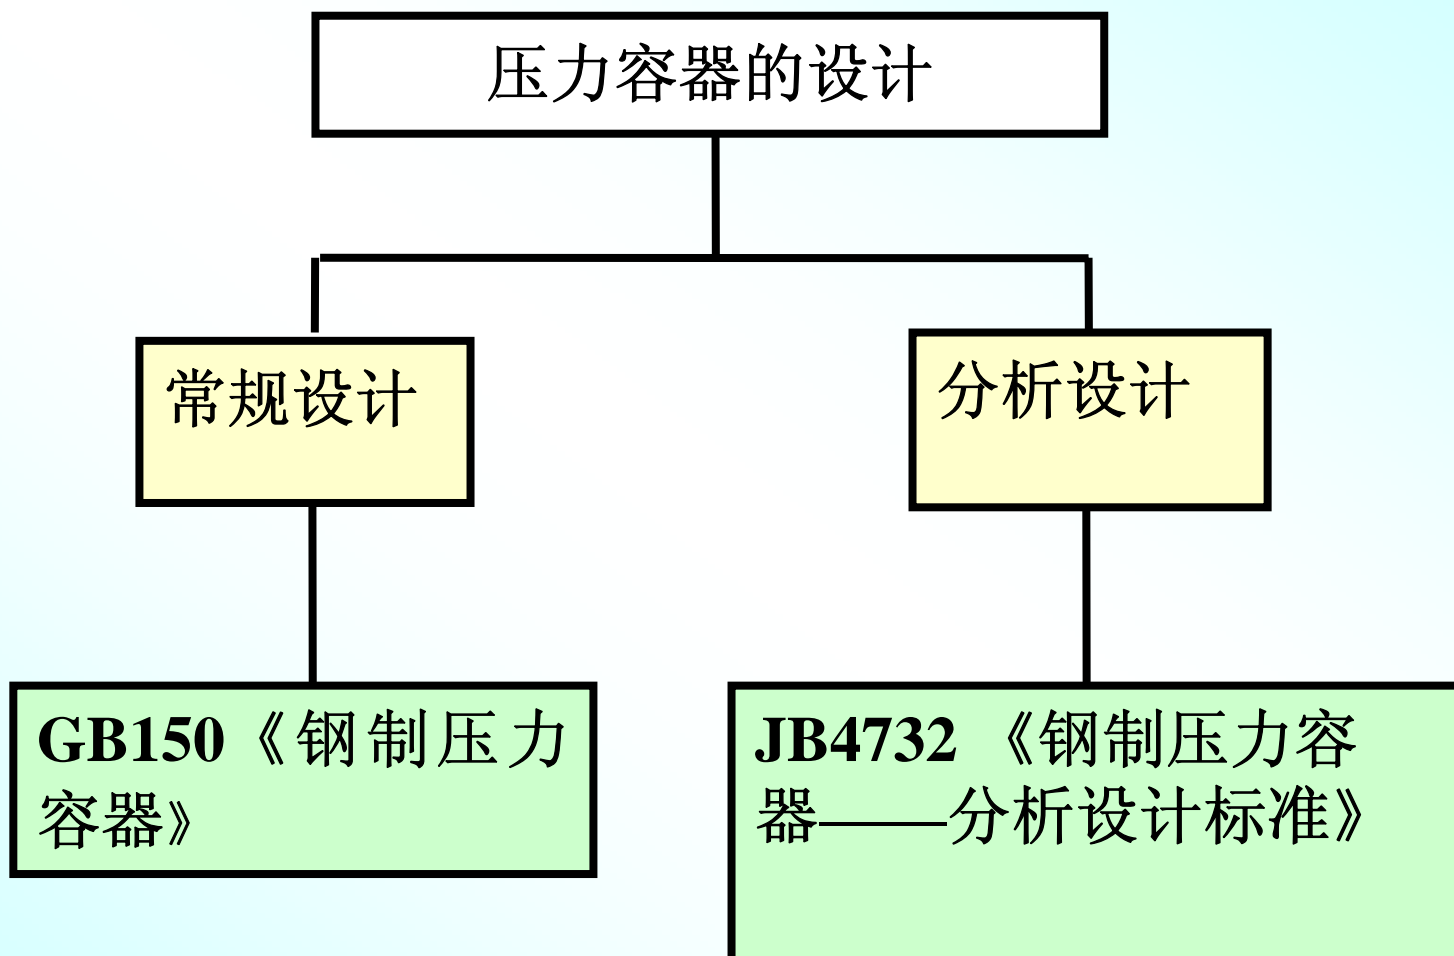 压力容器的设计
常规设计
分析设计
GB150《钢制压力
容器》
JB4732《钢制压力容
器——分析设计标准》